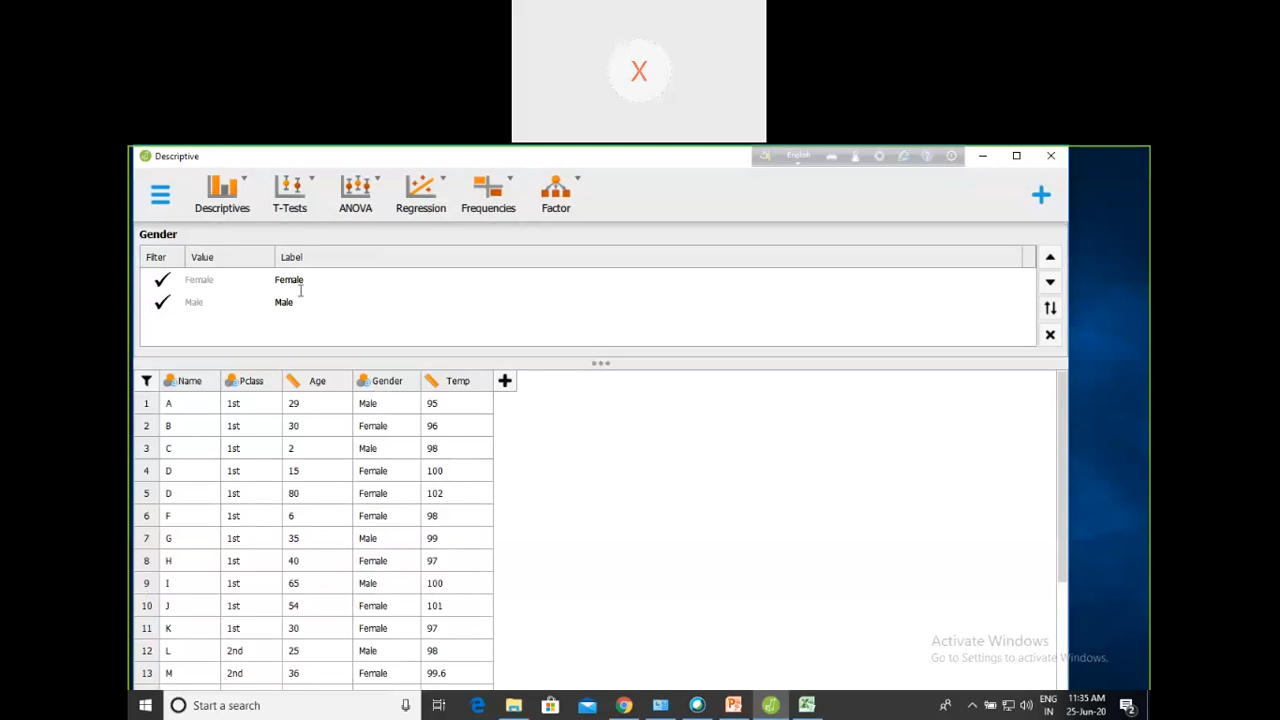 X
Descriptive
English
Descriptives T-Tests ANOVA Regression Frequencies Factor
Gender
Filter Value Label
Female Female
Male Male
Name Pclass Age Gender Temp
1 A 1st 29 Male 95
2 B 1st 30 Female 96
3 C 1st 2 Male 98
4 D 1st 15 Female 100
5 D 1st 80 Female 102
6 F 1st 6 Female 98
7 G 1st 35 Male 99
8 H 1st 40 Female 97
9 I 1st 65 Male 100
10 J 1st 54 Female 101
11 K 1st 30 Female 97
12 L 2nd 25 Male 98
13 M 2nd 36 Female 99.6
Activate Windows
Go to Settings to activate Windows.
Start a search
ENG
IN
11:35 AM
25-Jun-20
2